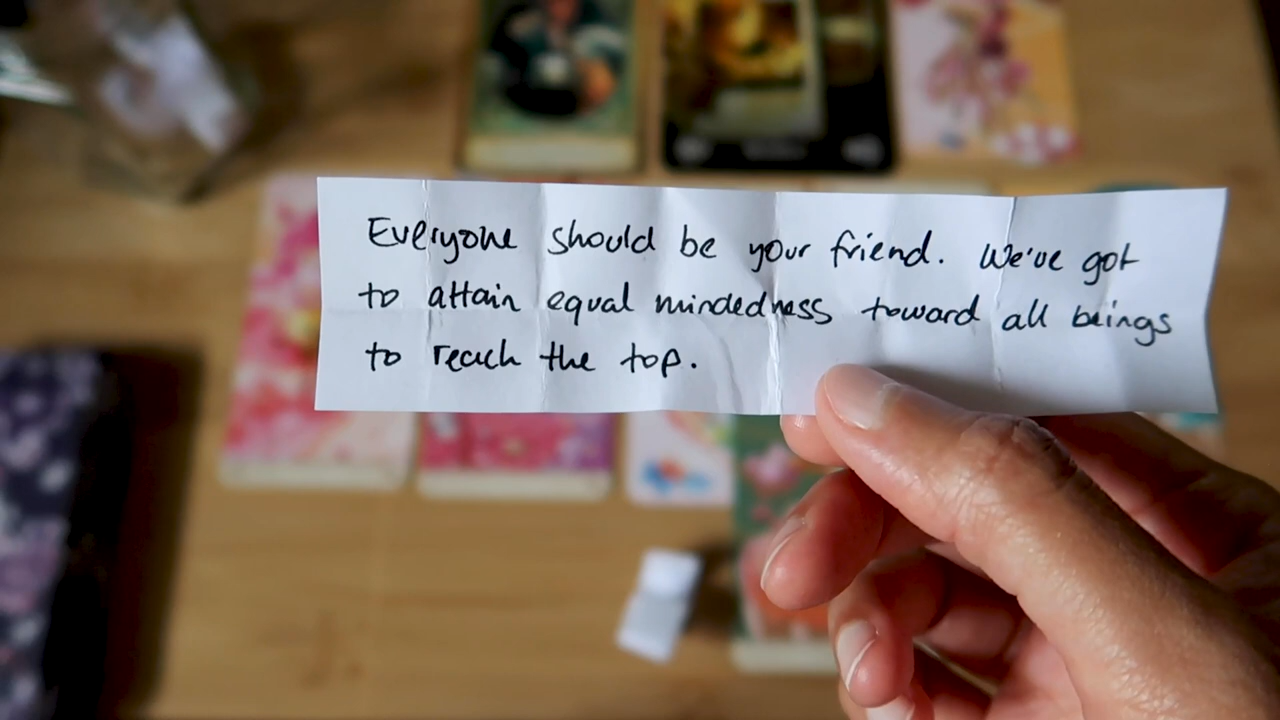 Everyone should be your friend. We've got
to attain equal mindedness toward all beings
to reach the top.